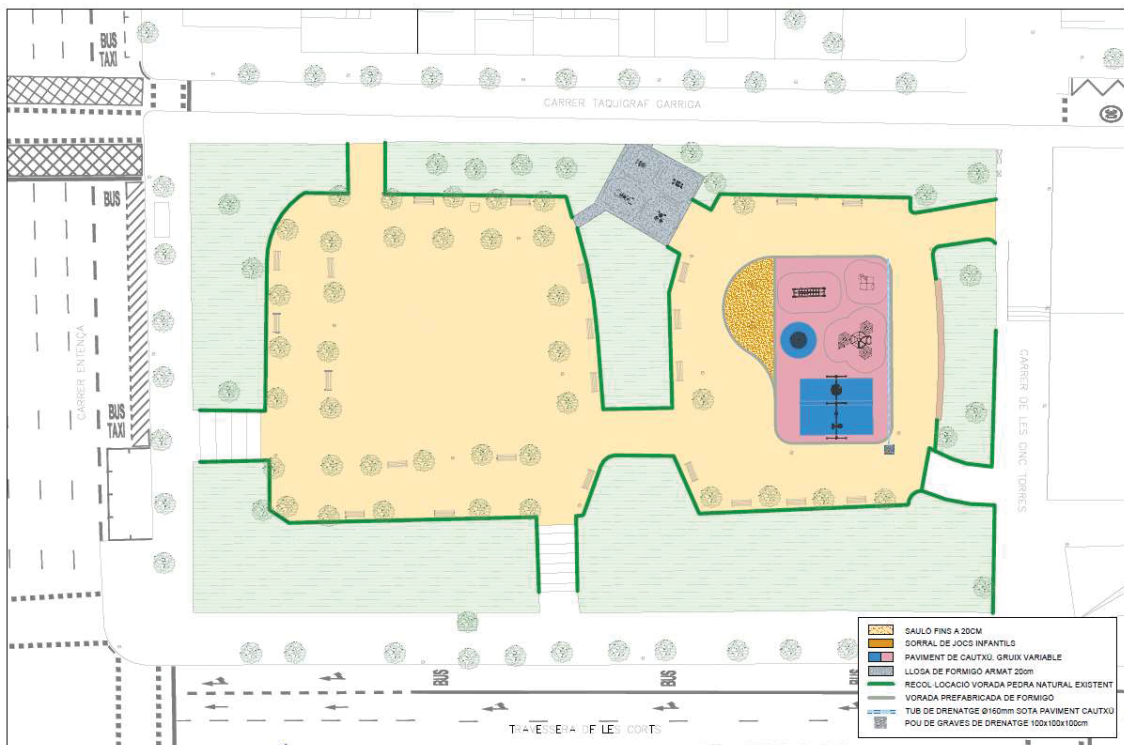 BUS
TAXI
CARRER TAQUÍGRAF GARRIGA
BUS
CARRER ENTENÇA
BUS
TAXI
CARRER DE LES CINC TORRES
SAULÓ FINS A 20CM
SORRAL DE JOCS INFANTILS
PAVIMENT DE CAUTXÚ. GRUIX VARIABLE
LLOSA DE FORMIGÓ ARMAT 20cm
RECOL·LOCACIÓ VORADA PEDRA NATURAL EXISTENT
VORADA PREFABRICADA DE FORMIGÓ
TUB DE DRENATGE Ø160mm SOTA PAVIMENT CAUTXÚ
POU DE GRAVES DE DRENATGE 100x100x100cm
BUS
BUS
BUS
TRAVESSERA DE LES CORTS